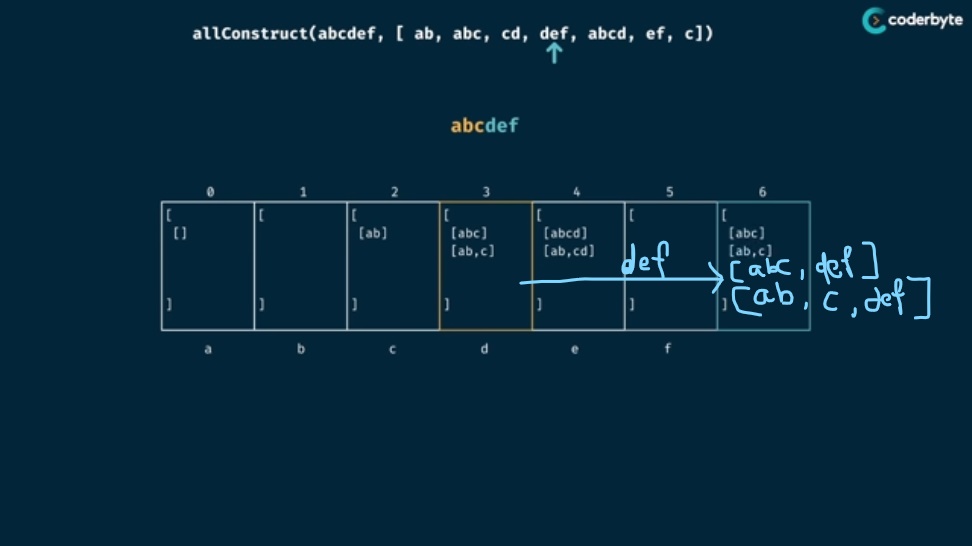 coderbyte
allConstruct(abcdef, [ ab, abc, cd, def, abcd, ef, c])
abcdef
0 1 2 3 4 5 6
[ [ [ [ [ [ [
[] [ab] [abc] [abcd] [abc]
[ab,c] [ab,cd] [ab,c]
def
[abc, def]
[ab, c, def]
] ] ] ] ] ] ]
a b c d e f